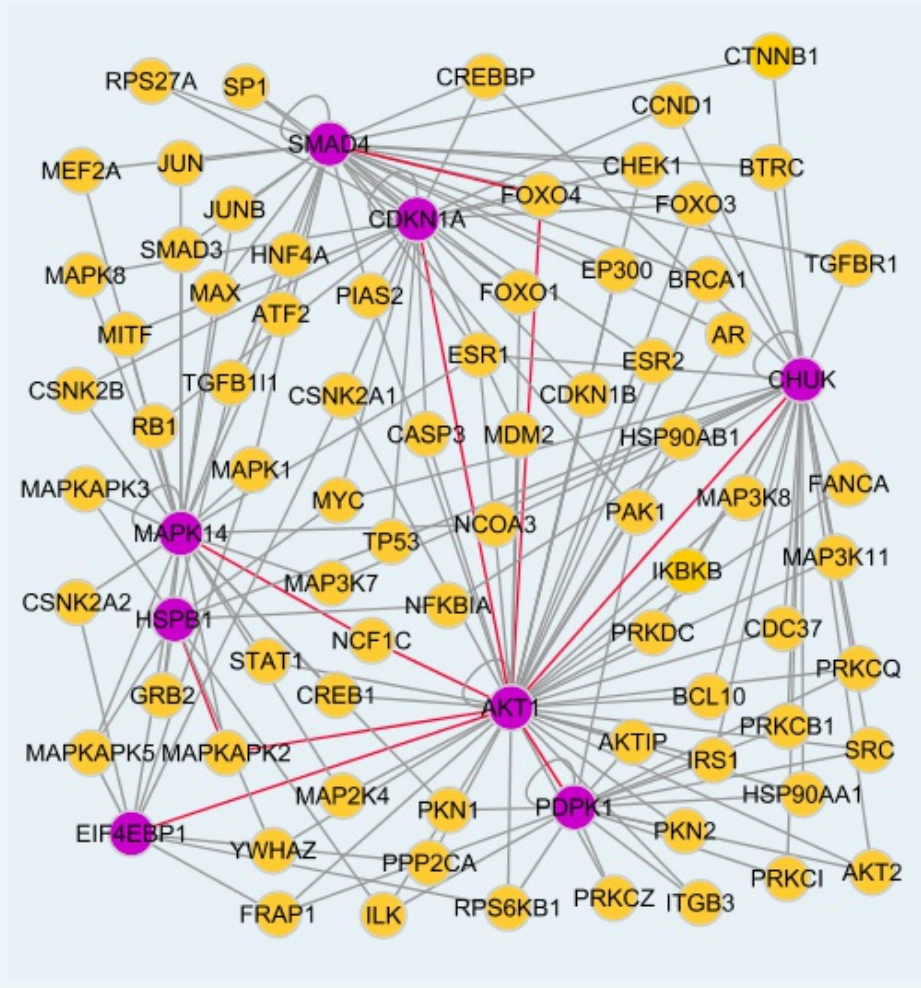 CTNNB1
RPS27A
SP1
CREBBP
CCND1
SMAD4
MEF2A
JUN
CHEK1
BTRC
FOXO4
JUNB
CDKN1A
FOXO3
SMAD3
HNF4A
MAPK8
EP300
BRCA1
TGFBR1
MAX
PIAS2
FOXO1
ATF2
MITF
AR
ESR1
ESR2
CSNK2B
TGFB1I1
CSNK2A1
CDKN1B
CHUK
RB1
CASP3
MDM2
HSP90AB1
MAPK1
MAPKAPK3
MYC
MAP3K8
FANCA
MAPK14
TP53
NCOA3
PAK1
MAP3K7
IKBKB
MAP3K11
CSNK2A2
HSPB1
NFKBIA
NCF1C
PRKDC
CDC37
STAT1
PRKCQ
GRB2
CREB1
AKT1
BCL10
PRKCB1
MAPKAPK5
MAPKAPK2
AKTIP
IRS1
SRC
MAP2K4
PKN1
PDPK1
HSP90AA1
EIF4EBP1
YWHAZ
PPP2CA
PKN2
PRKCI
AKT2
FRAP1
ILK
RPS6KB1
PRKCZ
ITGB3